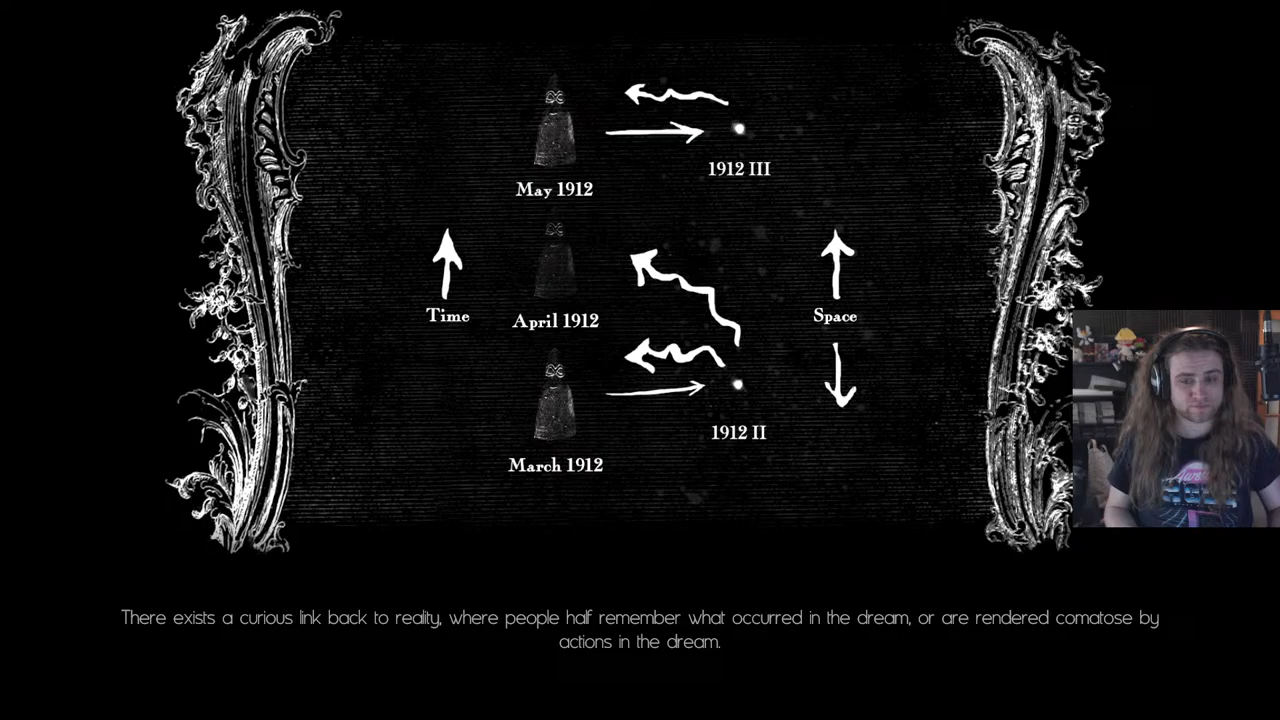 1912 III
May 1912
Time
Space
April 1912
1912 II
March 1912
There exists a curious link back to reality, where people half remember what occurred in the dream, or are rendered comatose by
actions in the dream.